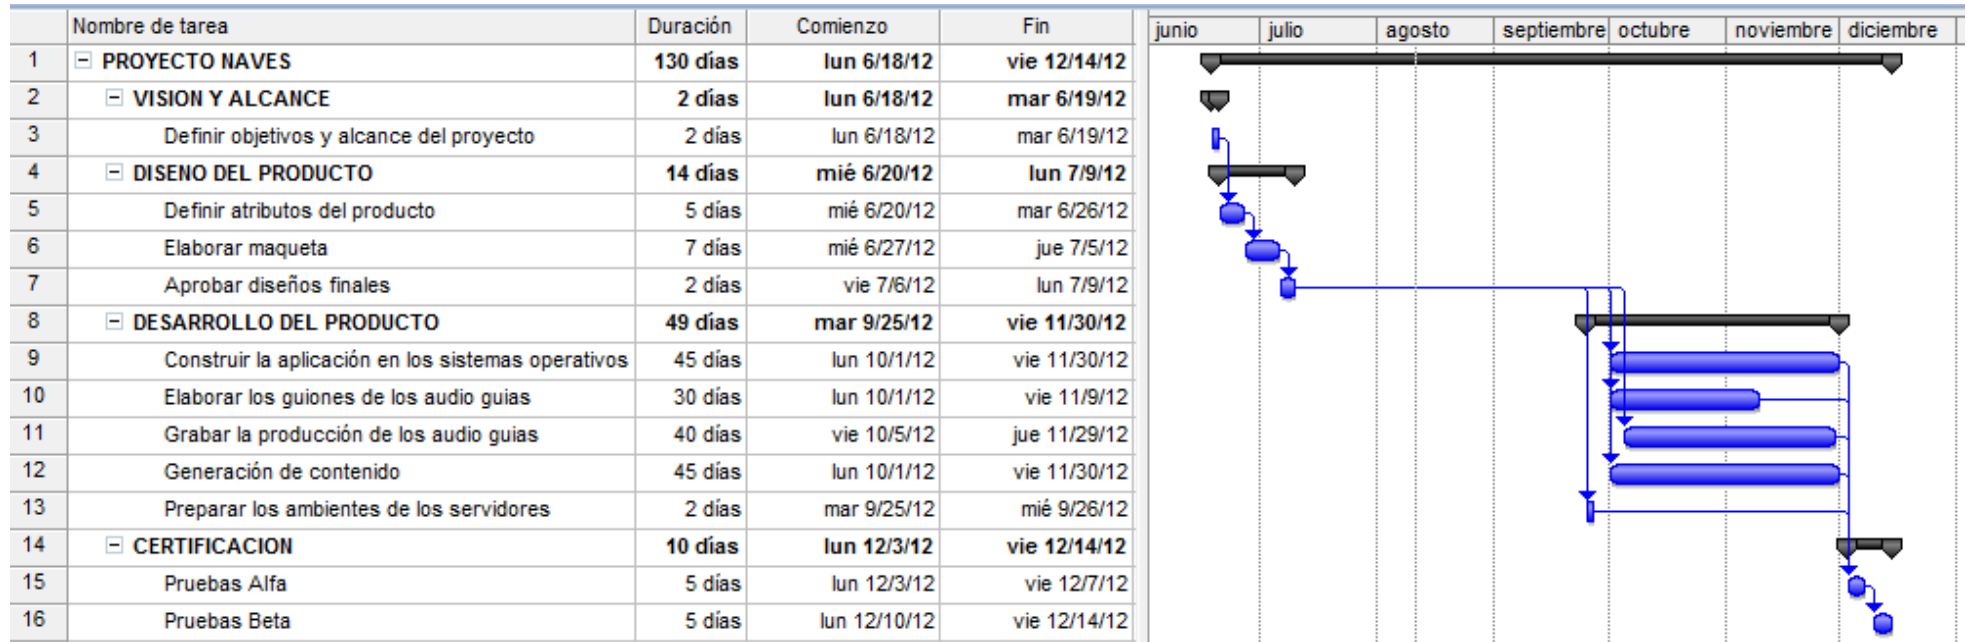 Nombre de tarea Duración Comienzo Fin junio julio agosto septiembre octubre noviembre diciembre
1 PROYECTO NAVES 130 días lun 6/18/12 vie 12/14/12
2 VISION Y ALCANCE 2 días lun 6/18/12 mar 6/19/12
3 Definir objetivos y alcance del proyecto 2 días lun 6/18/12 mar 6/19/12
4 DISENO DEL PRODUCTO 14 días mié 6/20/12 lun 7/9/12
5 Definir atributos del producto 5 días mié 6/20/12 mar 6/26/12
6 Elaborar maqueta 7 días mié 6/27/12 jue 7/5/12
7 Aprobar diseños finales 2 días vie 7/6/12 lun 7/9/12
8 DESARROLLO DEL PRODUCTO 49 días mar 9/25/12 vie 11/30/12
9 Construir la aplicación en los sistemas operativos 45 días lun 10/1/12 vie 11/30/12
10 Elaborar los guiones de los audio guias 30 días lun 10/1/12 vie 11/9/12
11 Grabar la producción de los audio guias 40 días vie 10/5/12 jue 11/29/12
12 Generación de contenido 45 días lun 10/1/12 vie 11/30/12
13 Preparar los ambientes de los servidores 2 días mar 9/25/12 mié 9/26/12
14 CERTIFICACION 10 días lun 12/3/12 vie 12/14/12
15 Pruebas Alfa 5 días lun 12/3/12 vie 12/7/12
16 Pruebas Beta 5 días lun 12/10/12 vie 12/14/12